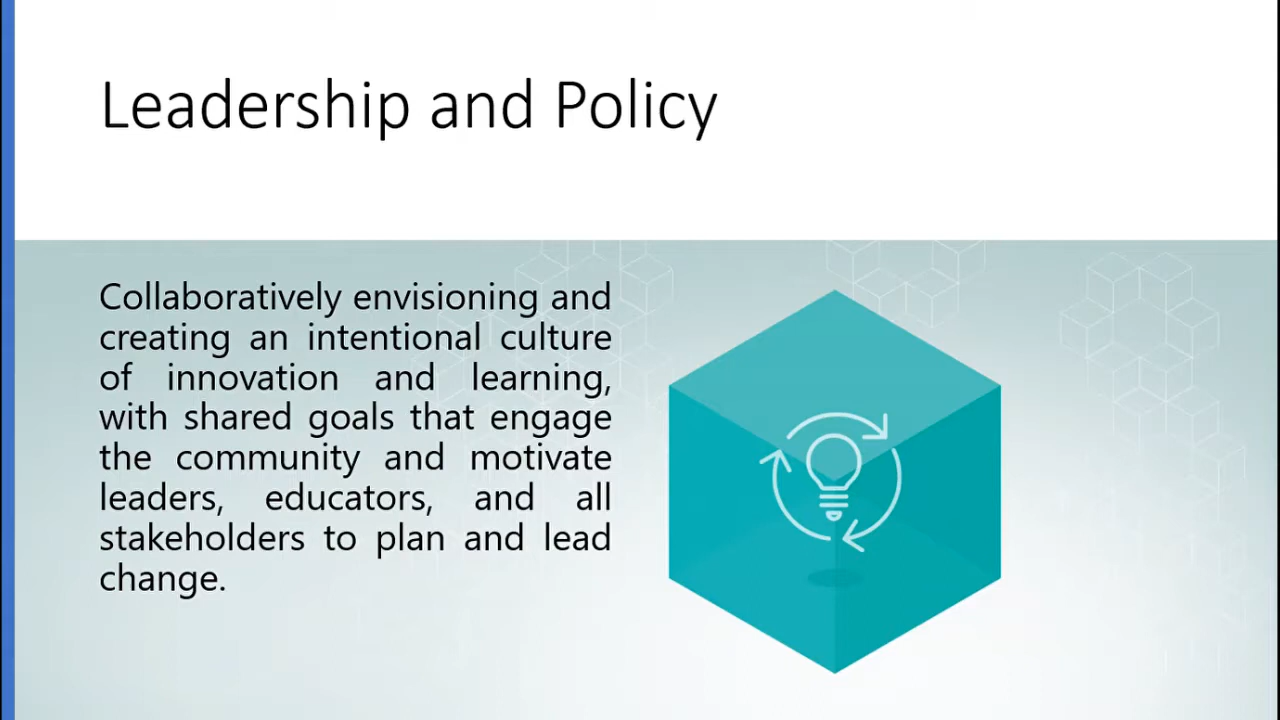 Leadership and Policy
Collaboratively envisioning and
creating an intentional culture
of innovation and learning,
with shared goals that engage
the community and motivate
leaders, educators, and all
stakeholders to plan and lead
change.